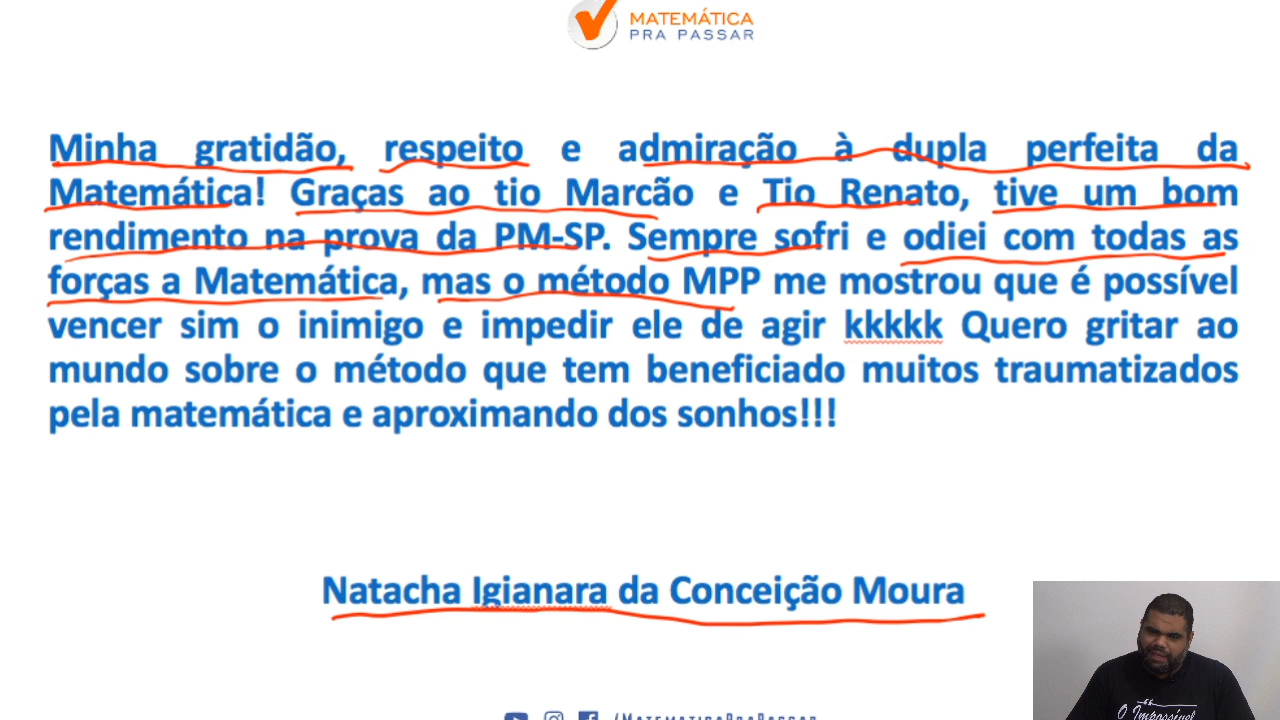 MATEMÁTICA
PRA PASSAR
Minha gratidão, respeito e admiração à dupla perfeita da
Matemática! Graças ao tio Marcão e Tio Renato, tive um bom
rendimento na prova da PM-SP. Sempre sofri e odiei com todas as
forças a Matemática, mas o método MPP me mostrou que é possível
vencer sim o inimigo e impedir ele de agir kkkkk Quero gritar ao
mundo sobre o método que tem beneficiado muitos traumatizados
pela matemática e aproximando dos sonhos!!!
Natacha Igianara da Conceição Moura
O Impossível
/MATEMATICAPRAPASSAR